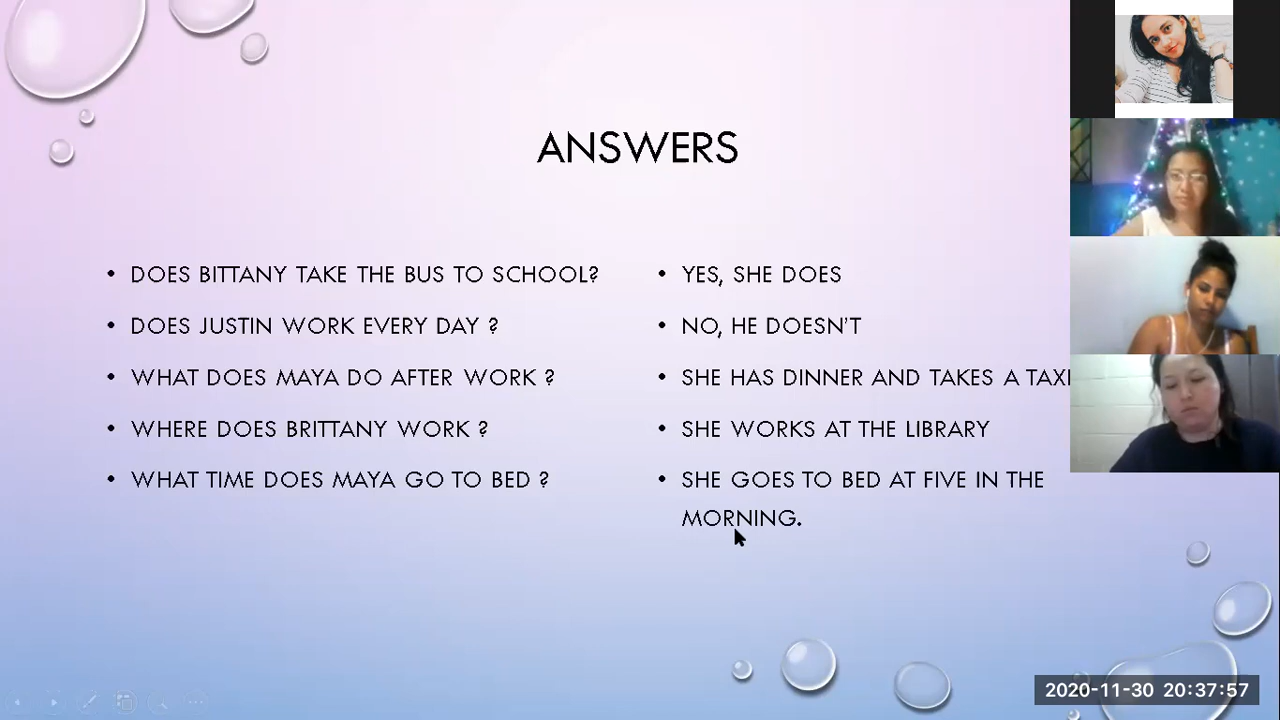 ANSWERS
• DOES BITTANY TAKE THE BUS TO SCHOOL?
• DOES JUSTIN WORK EVERY DAY ?
• WHAT DOES MAYA DO AFTER WORK ?
• WHERE DOES BRITTANY WORK ?
• WHAT TIME DOES MAYA GO TO BED ?
• YES, SHE DOES
• NO, HE DOESN'T
• SHE HAS DINNER AND TAKES A TAXI
• SHE WORKS AT THE LIBRARY
• SHE GOES TO BED AT FIVE IN THE
MORNING.
2020-11-30 20:37:57